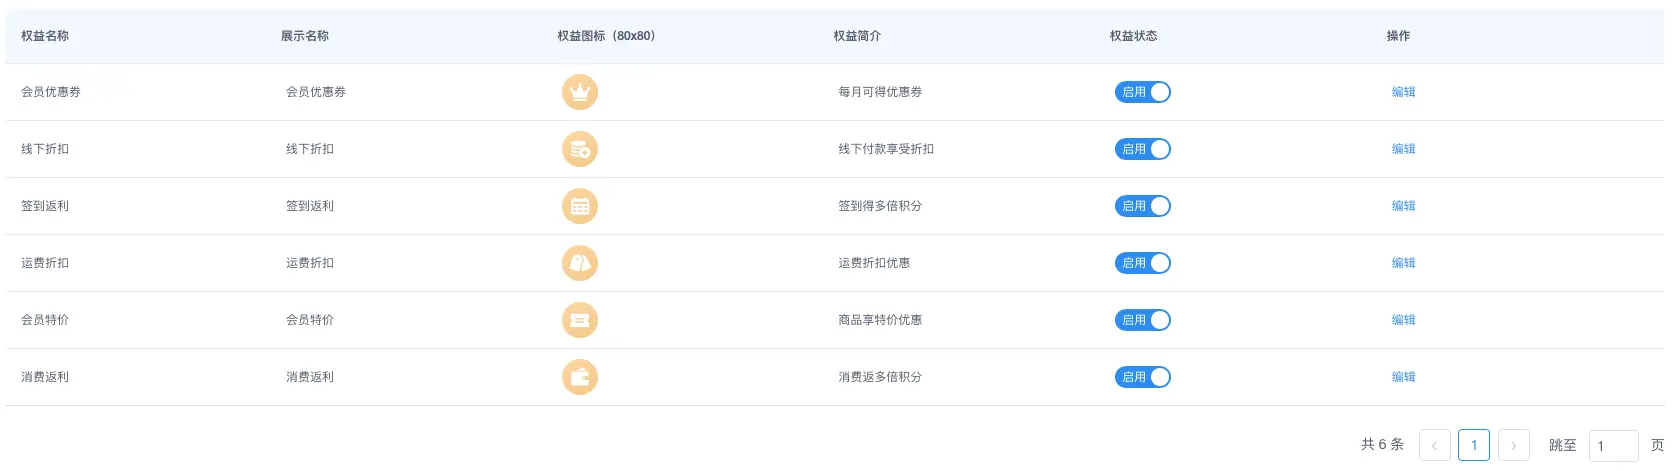 权益名称 展示名称 权益图标（80x80） 权益简介 权益状态 操作
会员优惠券 会员优惠券 每月可得优惠券 启用 编辑
线下折扣 线下折扣 线下付款享受折扣 启用 编辑
签到返利 签到返利 签到得多倍积分 启用 编辑
运费折扣 运费折扣 运费折扣优惠 启用 编辑
会员特价 会员特价 商品享特价优惠 启用 编辑
消费返利 消费返利 消费返多倍积分 启用 编辑
共 6 条 1 跳至 1 页